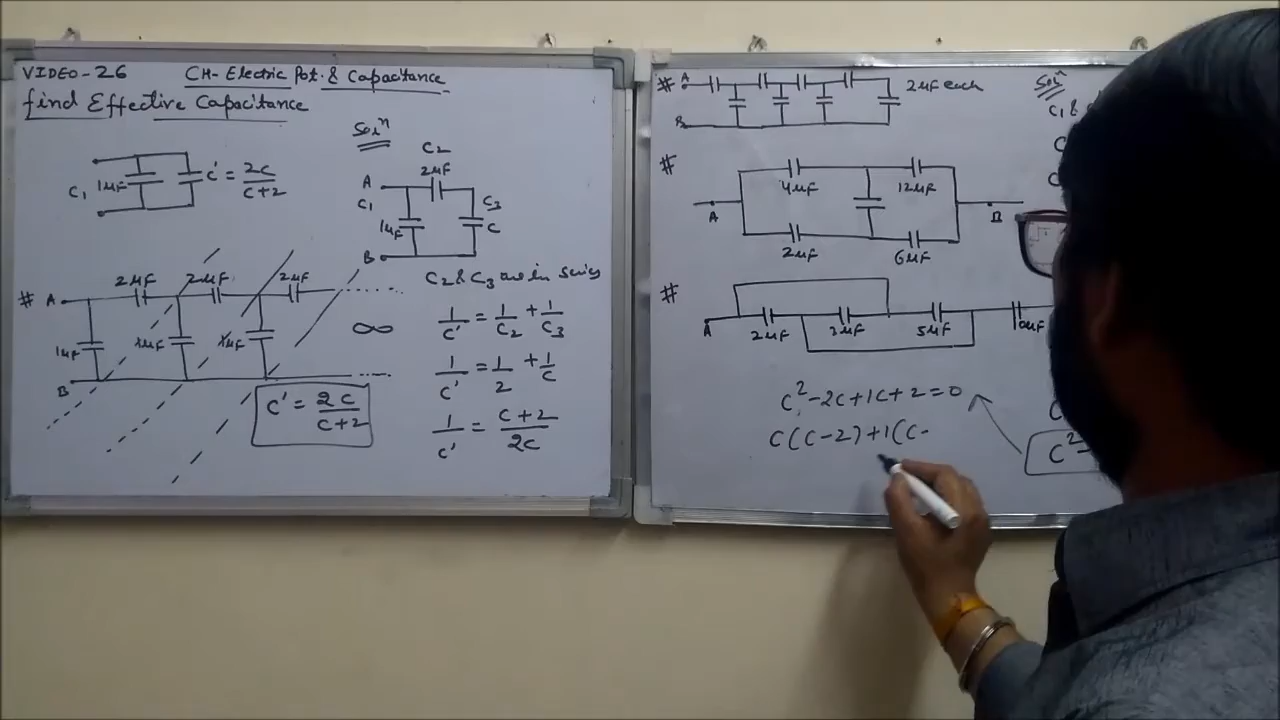 VIDEO-26 CH-Electric Pot. & Capacitance
find Effective Capacitance
C1 1µF C' = 2C/C+2
Soln
C2
2µF
A
C1
C3
1µF C
B
C2 & C3 are in series
1/C' = 1/C2 + 1/C3
1/C' = 1/2 + 1/C
1/C' = C+2/2C
# A 2µF 2µF 2µF ........
1µF 1µF 1µF ∞
B ........
C' = 2C/C+2
# A 2µF each
B
# 4µF 12µF
A B
2µF 6µF
#
A 2µF 5µF
C²-2C+1C+2=0
C(C-2)+1(C-
Soln
C1 &
C²-